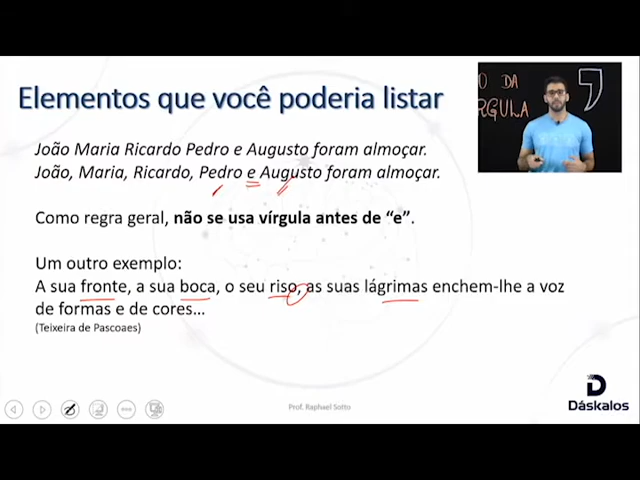 Elementos que você poderia listar
O DA
RGULA
João Maria Ricardo Pedro e Augusto foram almoçar.
João, Maria, Ricardo, Pedro e Augusto foram almoçar.
Como regra geral, não se usa vírgula antes de “e”.
Um outro exemplo:
A sua fronte, a sua boca, o seu riso, as suas lágrimas enchem-lhe a voz
de formas e de cores...
(Teixeira de Pascoaes)
Prof. Raphael Sotto
Dáskalos